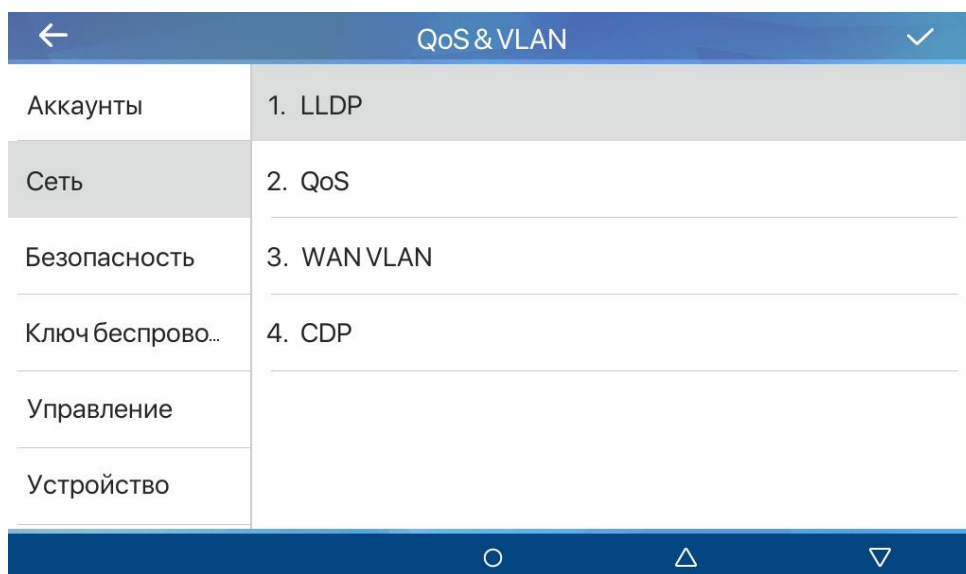 QoS & VLAN
Аккаунты
Сеть
Безопасность
Ключ беспрово...
Управление
Устройство
1. LLDP
2. QoS
3. WAN VLAN
4. CDP